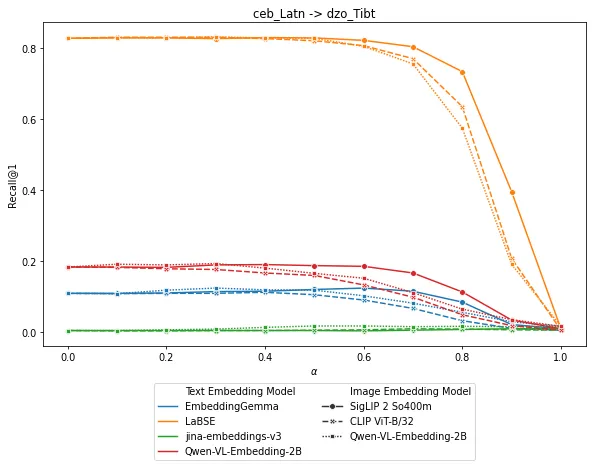 ceb_Latn -> dzo_Tibt
Recall@1
0.8
0.6
0.4
0.2
0.0
0.0 0.2 0.4 0.6 0.8 1.0
α
Text Embedding Model
EmbeddingGemma
LaBSE
jina-embeddings-v3
Qwen-VL-Embedding-2B
Image Embedding Model
SigLIP 2 So400m
CLIP ViT-B/32
Qwen-VL-Embedding-2B